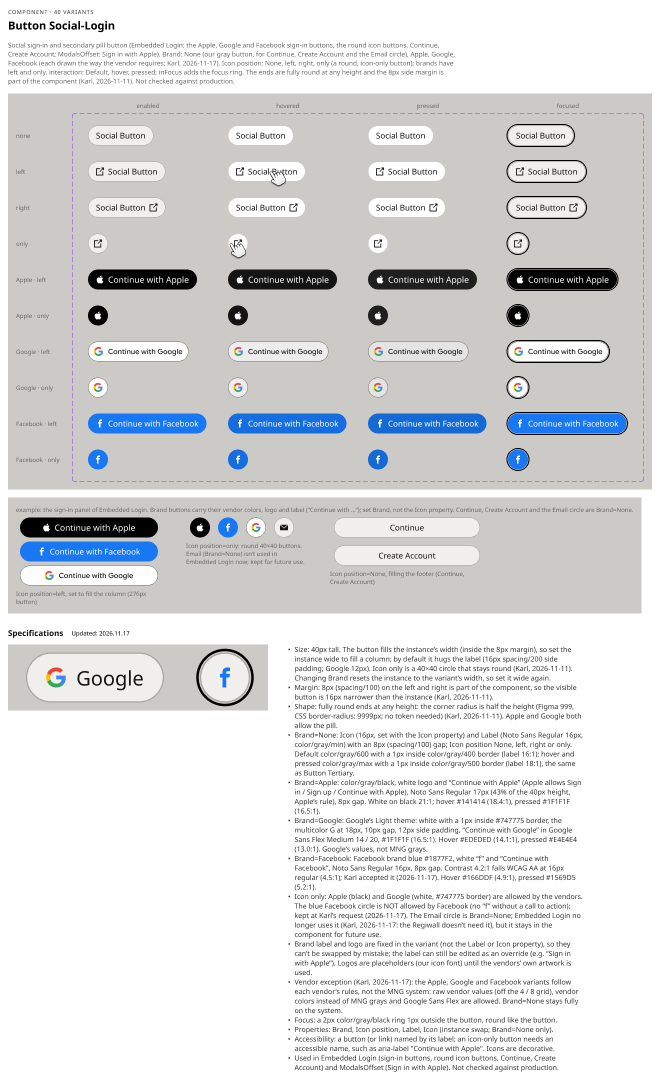 COMPONENT · 40 VARIANTS
Button Social-Login
Social sign-in and secondary pill button (Embedded Login: the Apple, Google and Facebook sign-in buttons, the round icon buttons, Continue,
Create Account; ModalsOffset: Sign in with Apple). Brand: None (our gray button, for Continue, Create Account and the Email circle), Apple, Google,
Facebook (each drawn the way the vendor requires; Karl, 2026-11-17). Icon position: None, left, right, only (a round, icon-only button); brands have
left and only. interaction: Default, hover, pressed; inFocus adds the focus ring. The ends are fully round at any height and the 8px side margin is
part of the component (Karl, 2026-11-11). Not checked against production.
enabled hovered pressed focused
none Social Button Social Button Social Button Social Button
left Social Button Social Button Social Button Social Button
right Social Button Social Button Social Button Social Button
only
Apple · left Continue with Apple Continue with Apple Continue with Apple Continue with Apple
Apple · only
Google · left Continue with Google Continue with Google Continue with Google Continue with Google
Google · only
Facebook · left Continue with Facebook Continue with Facebook Continue with Facebook Continue with Facebook
Facebook · only
example: the sign-in panel of Embedded Login. Brand buttons carry their vendor colors, logo and label ("Continue with ..."); set Brand, not the Icon property. Continue, Create Account and the Email circle are Brand=None.
Continue with Apple
Continue with Facebook
Continue with Google
Icon position=left, set to fill the column (276px
button)
Icon position=only: round 40×40 buttons.
Email (Brand=None) isn't used in
Embedded Login now; kept for future use.
Continue
Create Account
Icon position=None, filling the footer (Continue,
Create Account)
Specifications Updated: 2026.11.17
Google
• Size: 40px tall. The button fills the instance's width (inside the 8px margin), so set the
instance wide to fill a column; by default it hugs the label (16px spacing/200 side
padding; Google 12px). Icon only is a 40×40 circle that stays round (Karl, 2026-11-11).
Changing Brand resets the instance to the variant's width, so set it wide again.
• Margin: 8px (spacing/100) on the left and right is part of the component, so the visible
button is 16px narrower than the instance (Karl, 2026-11-11).
• Shape: fully round ends at any height: the corner radius is half the height (Figma 999,
CSS border-radius: 9999px; no token needed) (Karl, 2026-11-11). Apple and Google both
allow the pill.
• Brand=None: Icon (16px, set with the Icon property) and Label (Noto Sans Regular 16px,
color/gray/min) with an 8px (spacing/100) gap; Icon position None, left, right or only.
Default color/gray/600 with a 1px inside color/gray/400 border (label 16:1); hover and
pressed color/gray/max with a 1px inside color/gray/500 border (label 18:1), the same
as Button Tertiary.
• Brand=Apple: color/gray/black, white logo and "Continue with Apple" (Apple allows Sign
in / Sign up / Continue with Apple), Noto Sans Regular 17px (43% of the 40px height,
Apple's rule), 8px gap. White on black 21:1; hover #141414 (18.4:1), pressed #1F1F1F
(16.5:1).
• Brand=Google: Google's Light theme: white with a 1px inside #747775 border, the
multicolor G at 18px, 10px gap, 12px side padding, "Continue with Google" in Google
Sans Flex Medium 14 / 20, #1F1F1F (16.5:1). Hover #EDEDED (14.1:1), pressed #E4E4E4
(13.0:1). Google's values, not MNG grays.
• Brand=Facebook: Facebook brand blue #1877F2, white "f" and "Continue with
Facebook", Noto Sans Regular 16px, 8px gap. Contrast 4.2:1 fails WCAG AA at 16px
regular (4.5:1); Karl accepted it (2026-11-17). Hover #166DDF (4.9:1), pressed #1569D5
(5.2:1).
• Icon only: Apple (black) and Google (white, #747775 border) are allowed by the vendors.
The blue Facebook circle is NOT allowed by Facebook (no "f" without a call to action);
kept at Karl's request (2026-11-17). The Email circle is Brand=None; Embedded Login no
longer uses it (Karl, 2026-11-17: the Regiwall doesn't need it), but it stays in the
component for future use.
• Brand label and logo are fixed in the variant (not the Label or Icon property), so they
can't be swapped by mistake; the label can still be edited as an override (e.g. "Sign in
with Apple"). Logos are placeholders (our icon font) until the vendors' own artwork is
used.
• Vendor exception (Karl, 2026-11-17): the Apple, Google and Facebook variants follow
each vendor's rules, not the MNG system: raw vendor values (off the 4 / 8 grid), vendor
colors instead of MNG grays and Google Sans Flex are allowed. Brand=None stays fully
on the system.
• Focus: a 2px color/gray/black ring 1px outside the button, round like the button.
• Properties: Brand, Icon position, Label, Icon (instance swap; Brand=None only).
• Accessibility: a button (or link) named by its label; an icon-only button needs an
accessible name, such as aria-label "Continue with Apple". Icons are decorative.
• Used in Embedded Login (sign-in buttons, round icon buttons, Continue, Create
Account) and ModalsOffset (Sign in with Apple). Not checked against production.